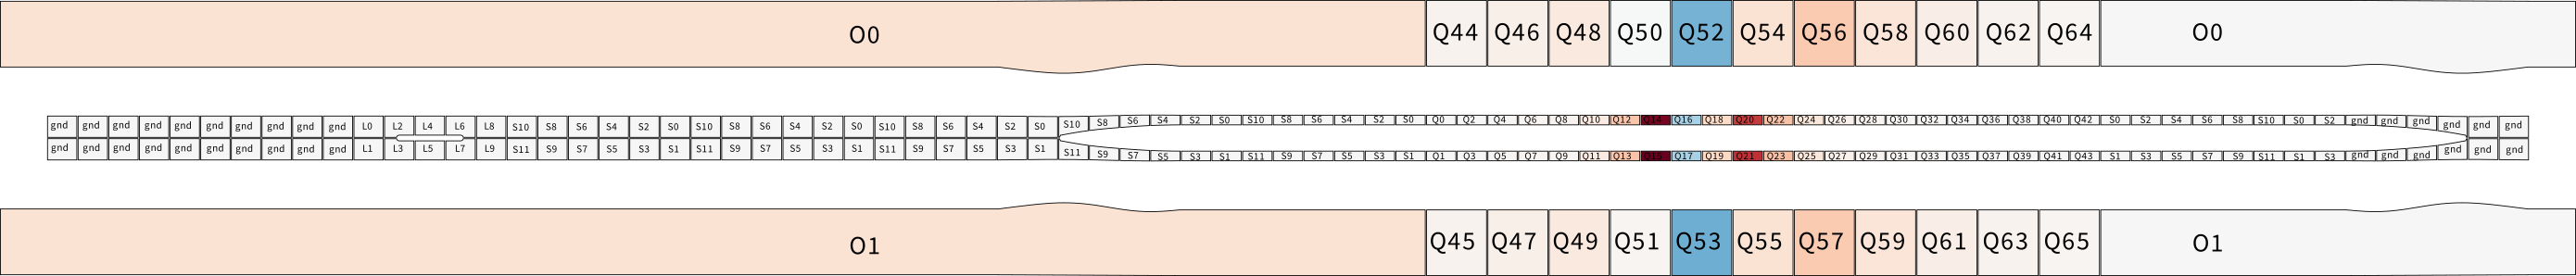 O0 Q44 Q46 Q48 Q50 Q52 Q54 Q56 Q58 Q60 Q62 Q64 O0
gnd gnd gnd gnd gnd gnd gnd gnd gnd gnd L0 L2 L4 L6 L8 S10 S8 S6 S4 S2 S0 S10 S8 S6 S4 S2 S0 S10 S8 S6 S4 S2 S0 S10 S8 S6 S4 S2 S0 S10 S8 S6 S4 S2 S0 Q0 Q2 Q4 Q6 Q8 Q10 Q12 Q14 Q16 Q18 Q20 Q22 Q24 Q26 Q28 Q30 Q32 Q34 Q36 Q38 Q40 Q42 S0 S2 S4 S6 S8 S10 S0 S2 gnd gnd gnd gnd gnd gnd
gnd gnd gnd gnd gnd gnd gnd gnd gnd gnd L1 L3 L5 L7 L9 S11 S9 S7 S5 S3 S1 S11 S9 S7 S5 S3 S1 S11 S9 S7 S5 S3 S1 S11 S9 S7 S5 S3 S1 S11 S9 S7 S5 S3 S1 Q1 Q3 Q5 Q7 Q9 Q11 Q13 Q15 Q17 Q19 Q21 Q23 Q25 Q27 Q29 Q31 Q33 Q35 Q37 Q39 Q41 Q43 S1 S3 S5 S7 S9 S11 S1 S3 gnd gnd gnd gnd gnd gnd
O1 Q45 Q47 Q49 Q51 Q53 Q55 Q57 Q59 Q61 Q63 Q65 O1